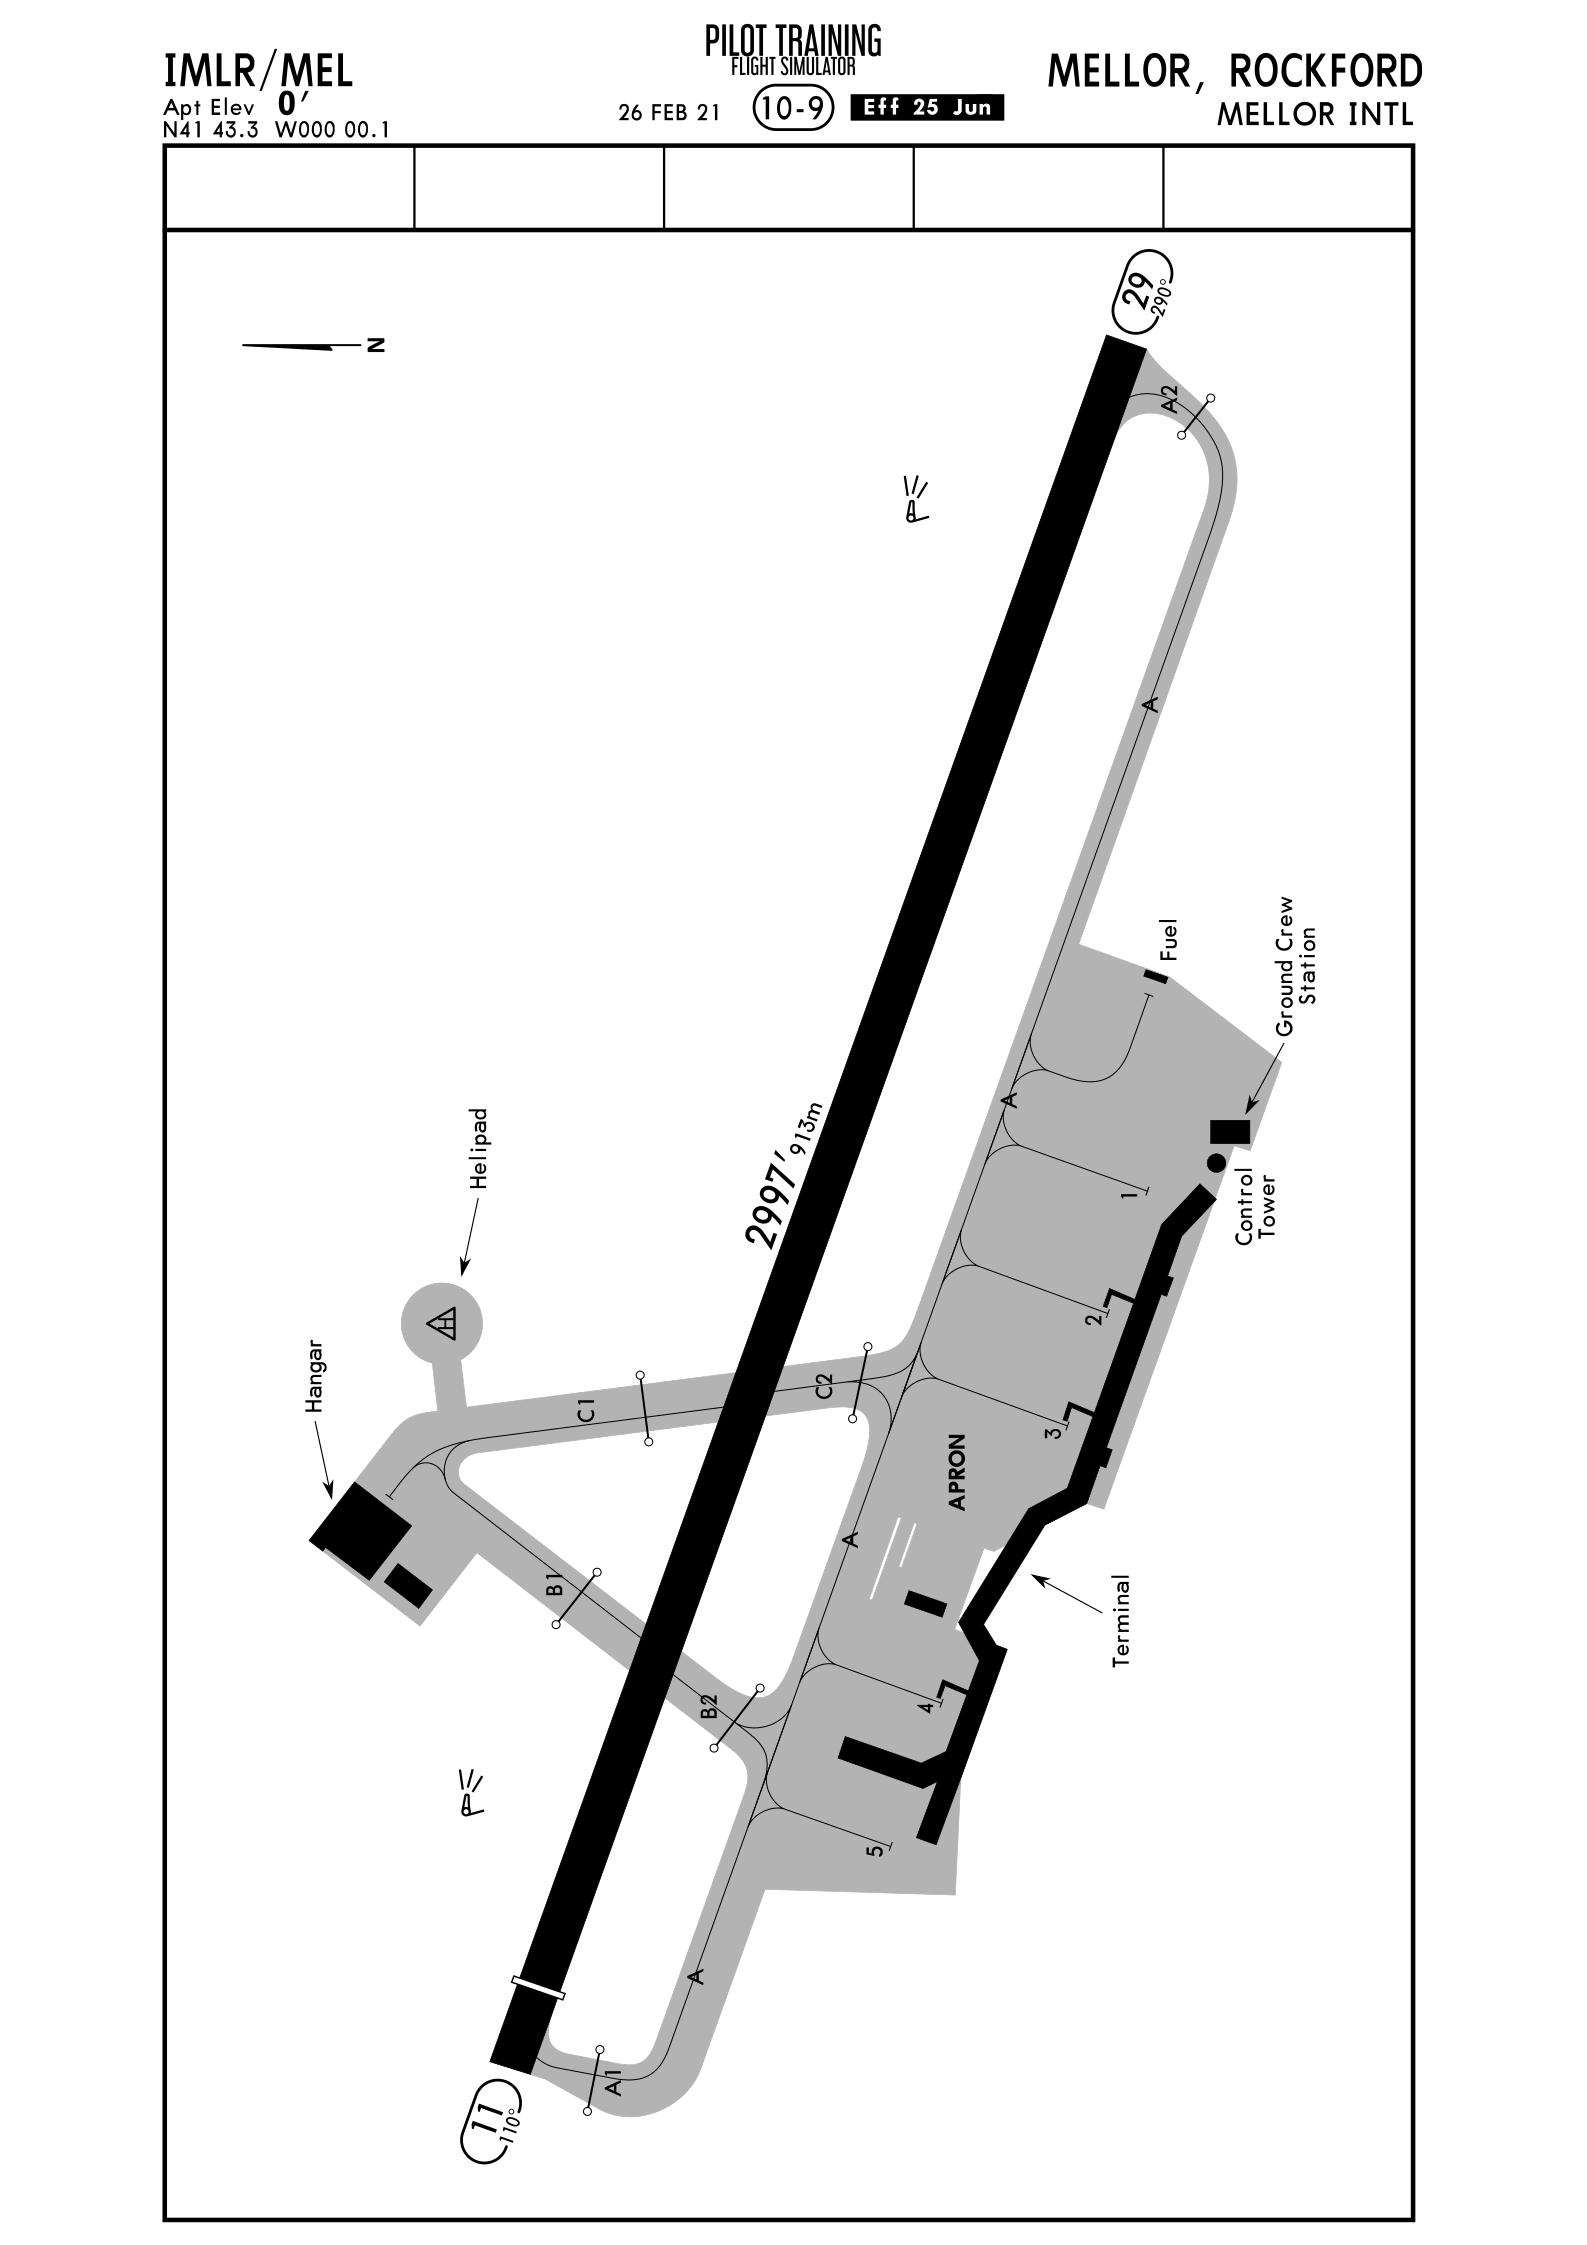 IMLR/MEL
Apt Elev 0′
N41 43.3 W000 00.1
PILOT TRAINING
FLIGHT SIMULATOR
26 FEB 21 10-9 Eff 25 Jun
MELLOR, ROCKFORD
MELLOR INTL
N
29
290°
A2
A
Fuel
Ground Crew
Station
A
Helipad
2997′ 913m
1
Control
Tower
H
2
Hangar
C1
C2
3
APRON
A
B1
Terminal
B2
4
5
A
A1
11
110°